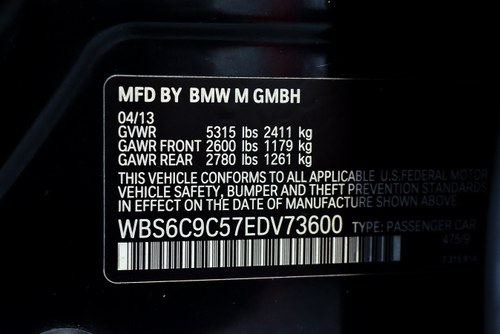 MFD BY BMW M GMBH
04/13
GVWR 5315 lbs 2411 kg
GAWR FRONT 2600 lbs 1179 kg
GAWR REAR 2780 lbs 1261 kg
THIS VEHICLE CONFORMS TO ALL APPLICABLE U.S.FEDERAL MOTOR
VEHICLE SAFETY, BUMPER AND THEFT PREVENTION STANDARDS
IN EFFECT ON THE DATE OF MANUFACTURE SHOWN ABOVE
WBS6C9C57EDV73600 TYPE: PASSENGER CAR